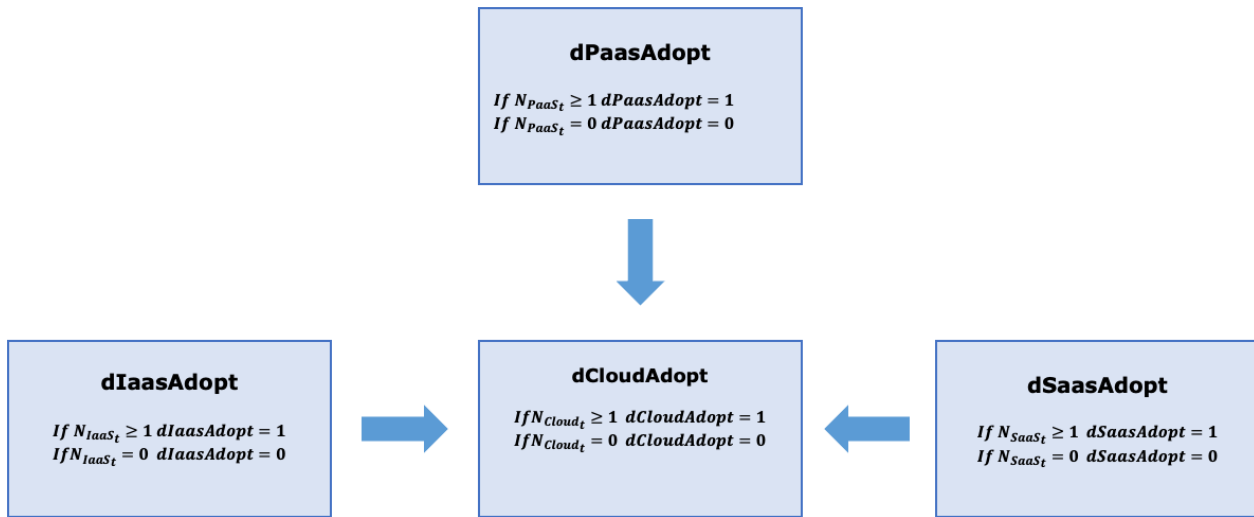 dPaasAdopt
If N_{PaaS_t} ≥ 1 dPaasAdopt = 1
If N_{PaaS_t} = 0 dPaasAdopt = 0
dIaasAdopt
If N_{IaaS_t} ≥ 1 dIaasAdopt = 1
IfN_{IaaS_t} = 0 dIaasAdopt = 0
dCloudAdopt
IfN_{Cloud_t} ≥ 1 dCloudAdopt = 1
IfN_{Cloud_t} = 0 dCloudAdopt = 0
dSaasAdopt
If N_{SaaS_t} ≥ 1 dSaasAdopt = 1
If N_{SaaS_t} = 0 dSaasAdopt = 0